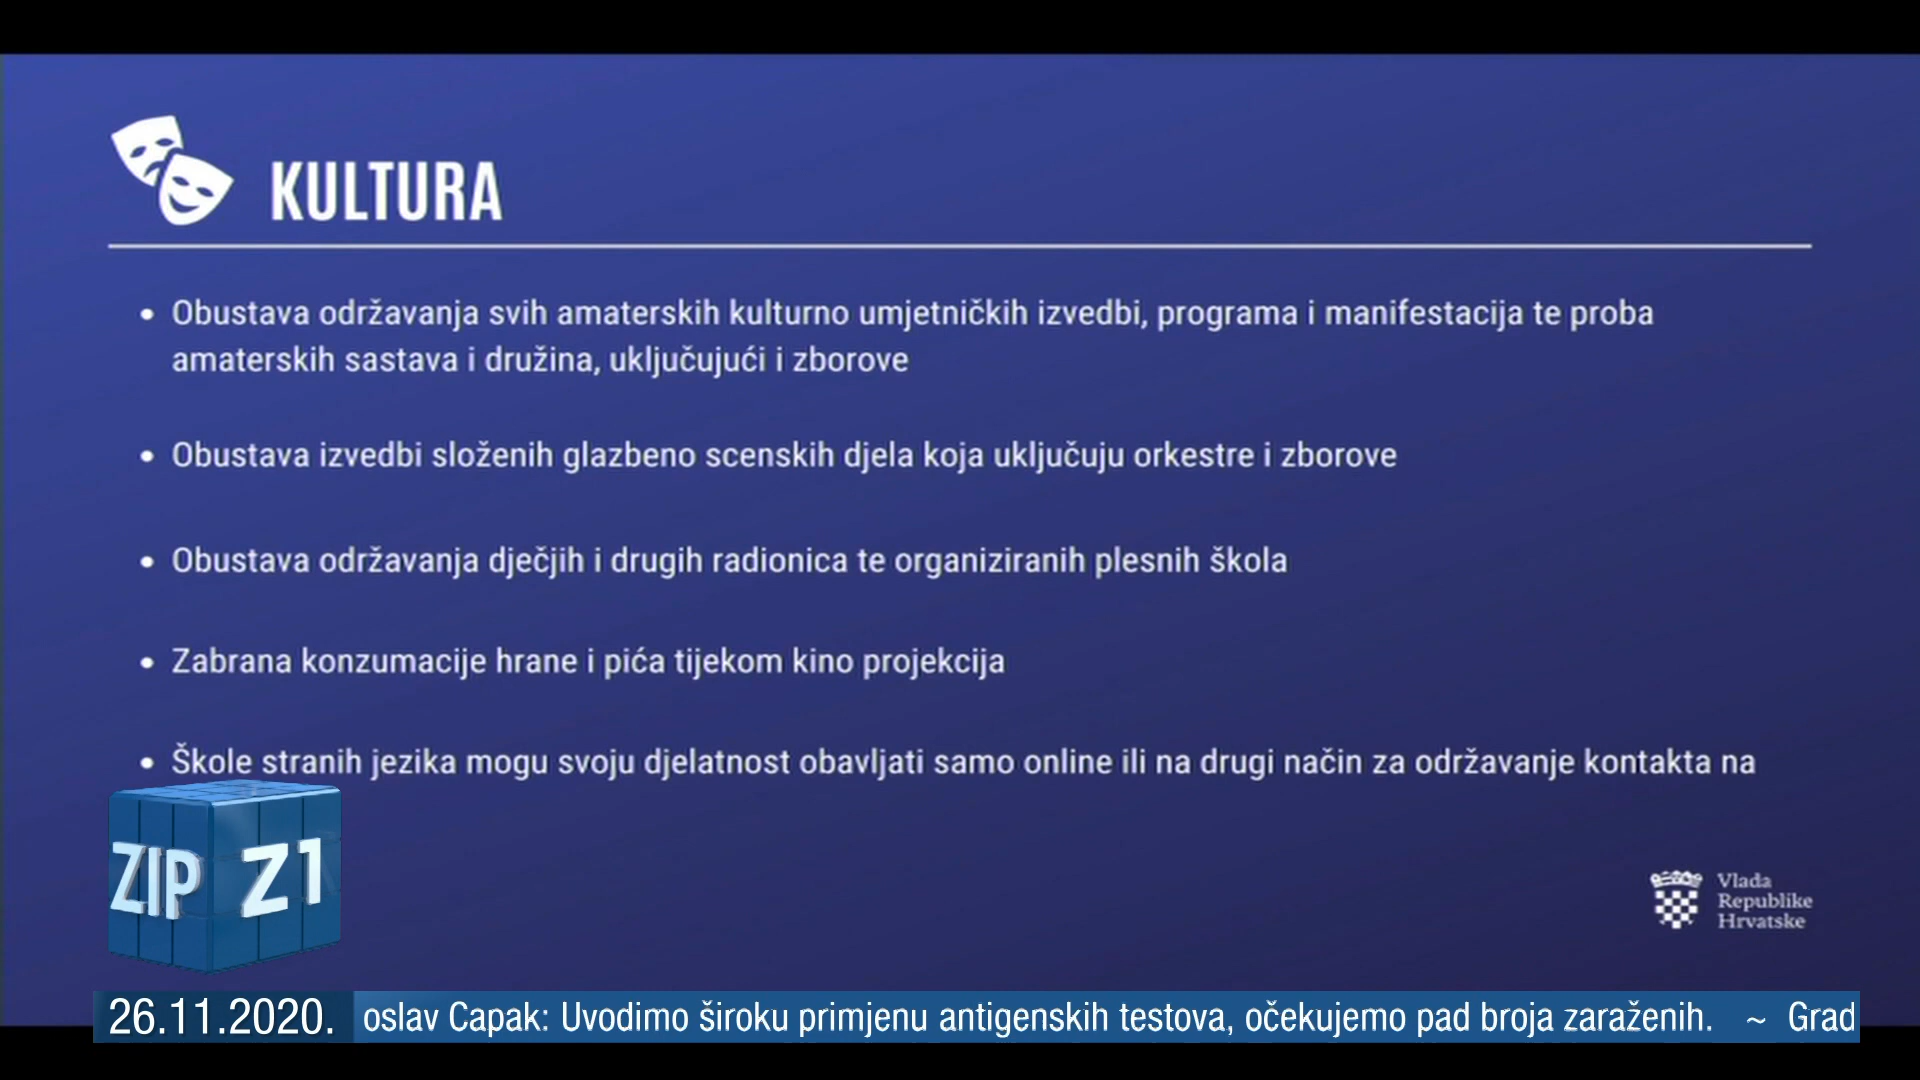 KULTURA
• Obustava održavanja svih amaterskih kulturno umjetničkih izvedbi, programa i manifestacija te proba
amaterskih sastava i družina, uključujući i zborove
• Obustava izvedbi složenih glazbeno scenskih djela koja uključuju orkestre i zborove
• Obustava održavanja dječjih i drugih radionica te organiziranih plesnih škola
• Zabrana konzumacije hrane i pića tijekom kino projekcija
• Škole stranih jezika mogu svoju djelatnost obavljati samo online ili na drugi način za održavanje kontakta na
ZIP Z1
Vlada
Republike
Hrvatske
26.11.2020. oslav Capak: Uvodimo široku primjenu antigenskih testova, očekujemo pad broja zaraženih. ~ Grad